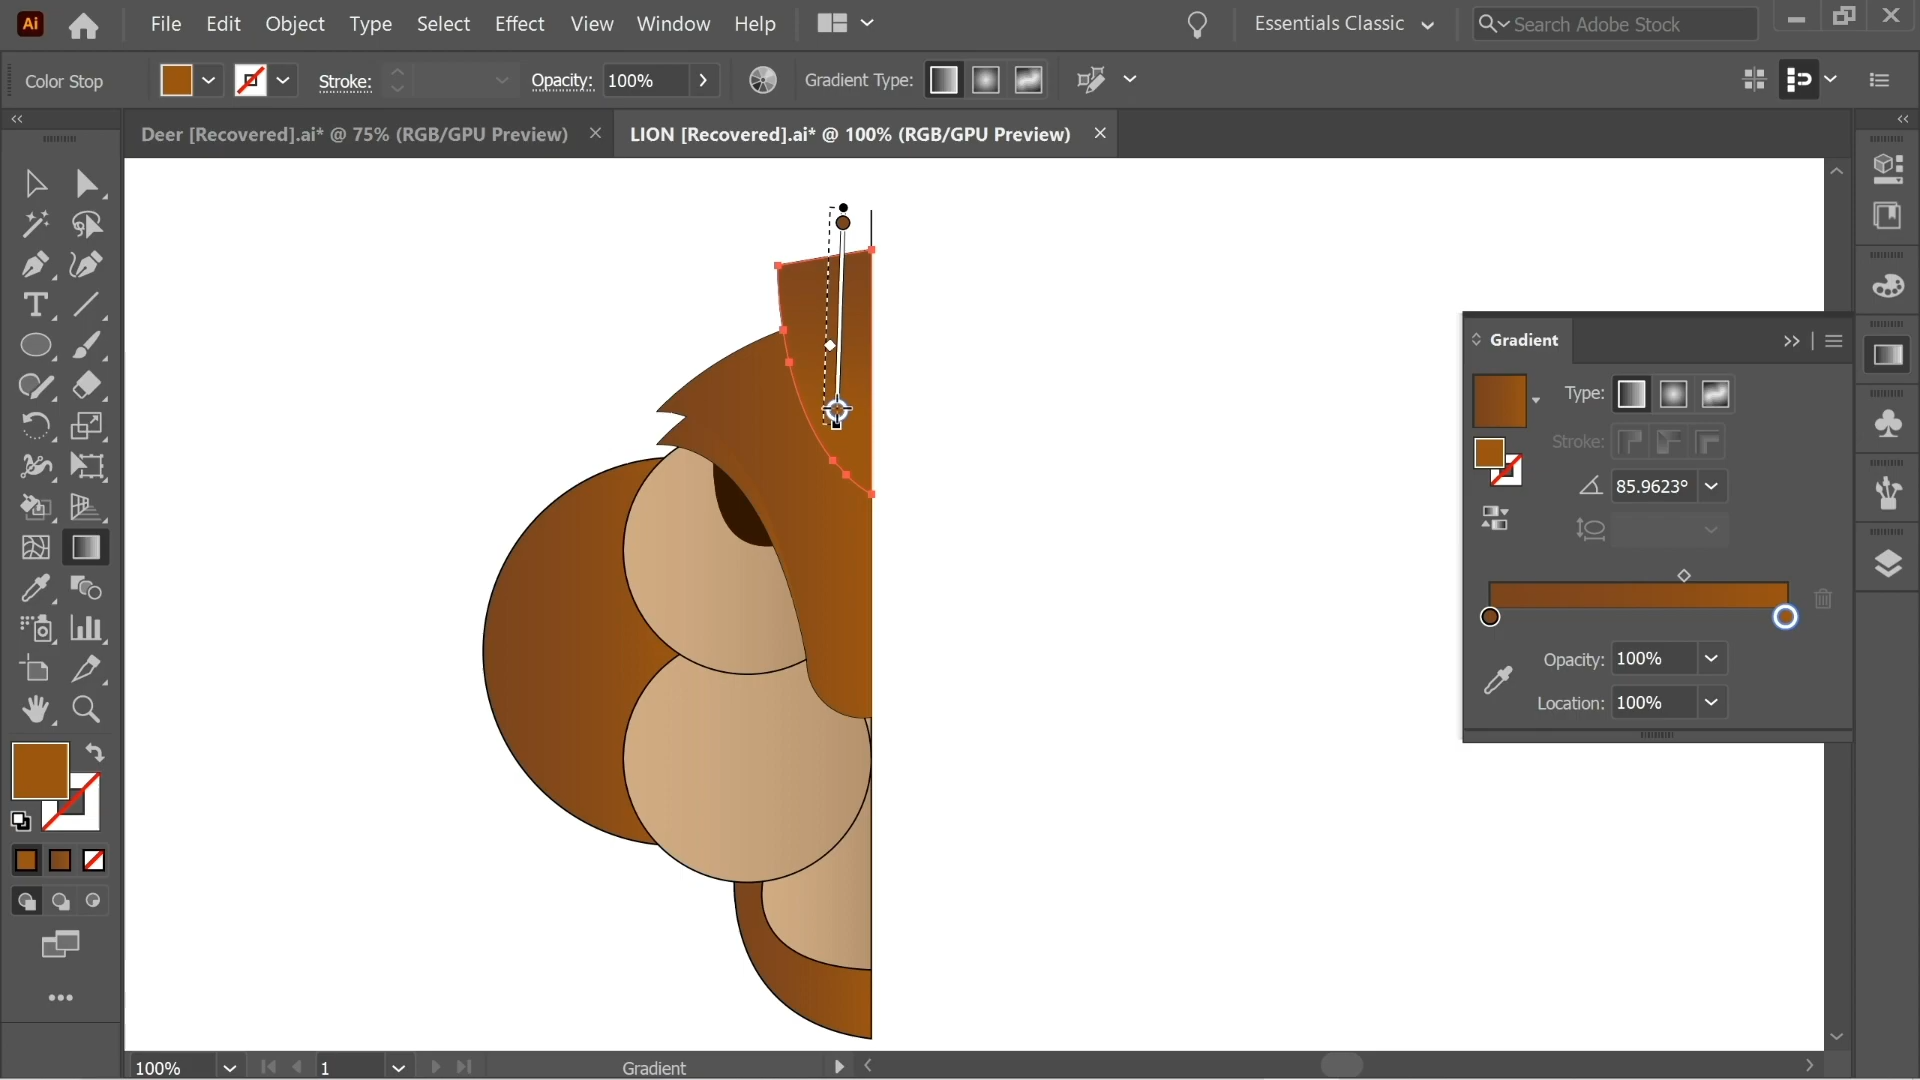 Ai File Edit Object Type Select Effect View Window Help Essentials Classic Search Adobe Stock
Color Stop Stroke: Opacity: 100% Gradient Type:
Deer [Recovered].ai* @ 75% (RGB/GPU Preview) LION [Recovered].ai* @ 100% (RGB/GPU Preview)
Gradient
Type:
Stroke:
85.9623°
Opacity: 100%
Location: 100%
100% 1 Gradient